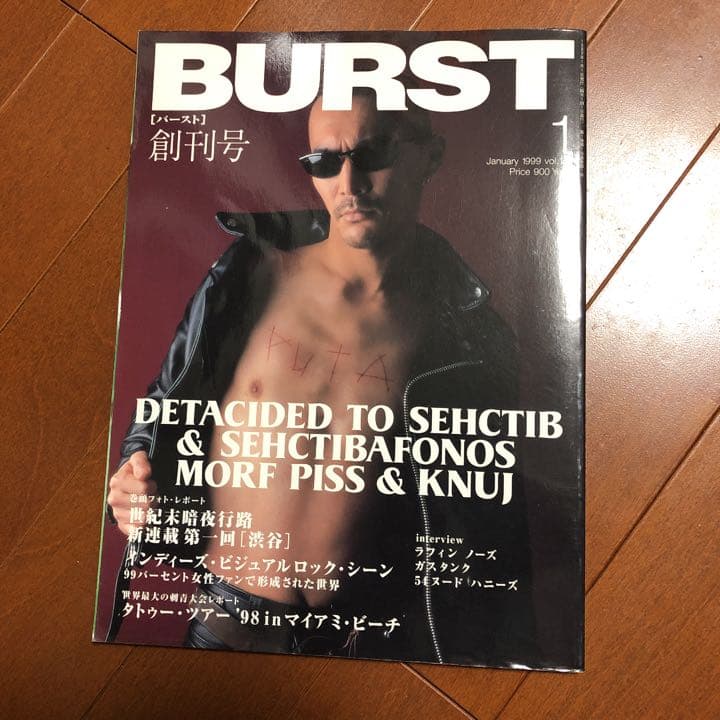 BURST
[バースト]
創刊号
1
January 1999 vol.
Price 900
PUTA
DETACIDED TO SEHCTIB
& SEHCTIBAFONOS
MORF PISS & KNUJ
巻頭フォト・レポート
世紀末暗夜行路
新連載 第一回[渋谷]
インディーズ・ビジュアルロック・シーン
99パーセント女性ファンで形成された世界
世界最大の刺青大会レポート
タトゥー・ツアー '98 in マイアミ・ビーチ
interview
ラフィン ノーズ
ガスタンク
54ヌード ハニーズ